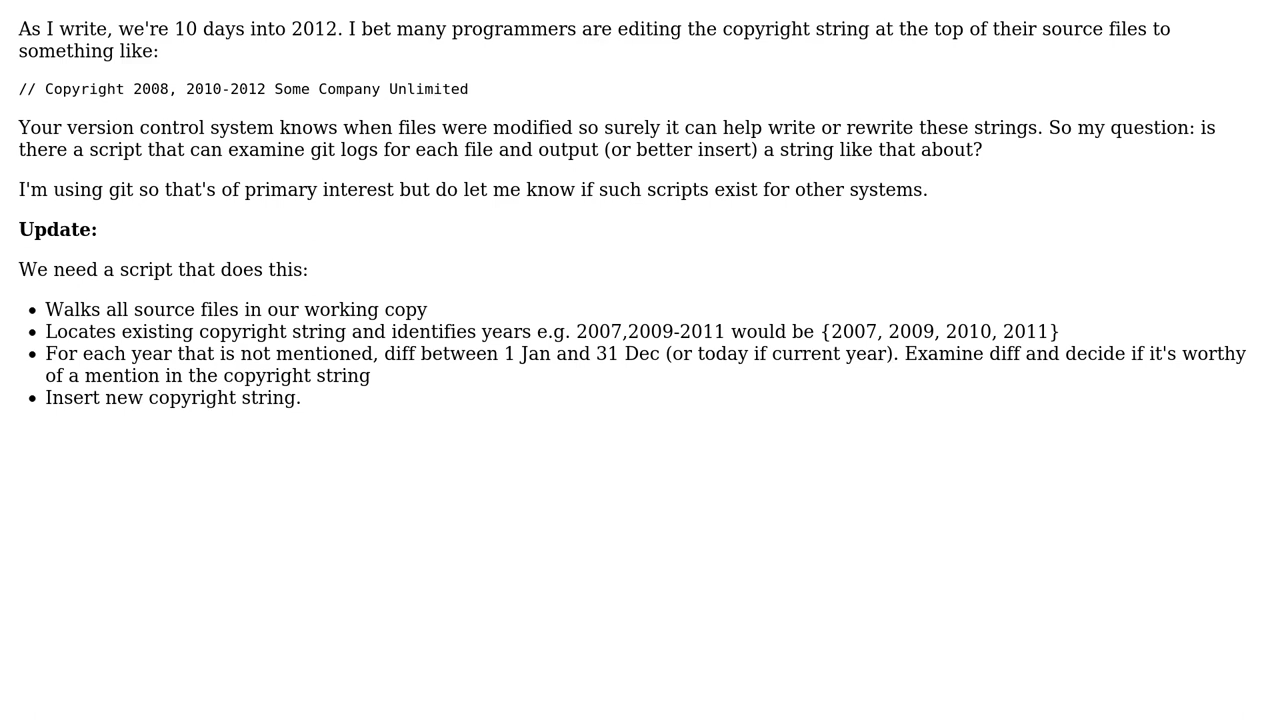 As I write, we're 10 days into 2012. I bet many programmers are editing the copyright string at the top of their source files to
something like:
// Copyright 2008, 2010-2012 Some Company Unlimited
Your version control system knows when files were modified so surely it can help write or rewrite these strings. So my question: is
there a script that can examine git logs for each file and output (or better insert) a string like that about?
I'm using git so that's of primary interest but do let me know if such scripts exist for other systems.
Update:
We need a script that does this:
• Walks all source files in our working copy
• Locates existing copyright string and identifies years e.g. 2007,2009-2011 would be {2007, 2009, 2010, 2011}
• For each year that is not mentioned, diff between 1 Jan and 31 Dec (or today if current year). Examine diff and decide if it's worthy
of a mention in the copyright string
• Insert new copyright string.